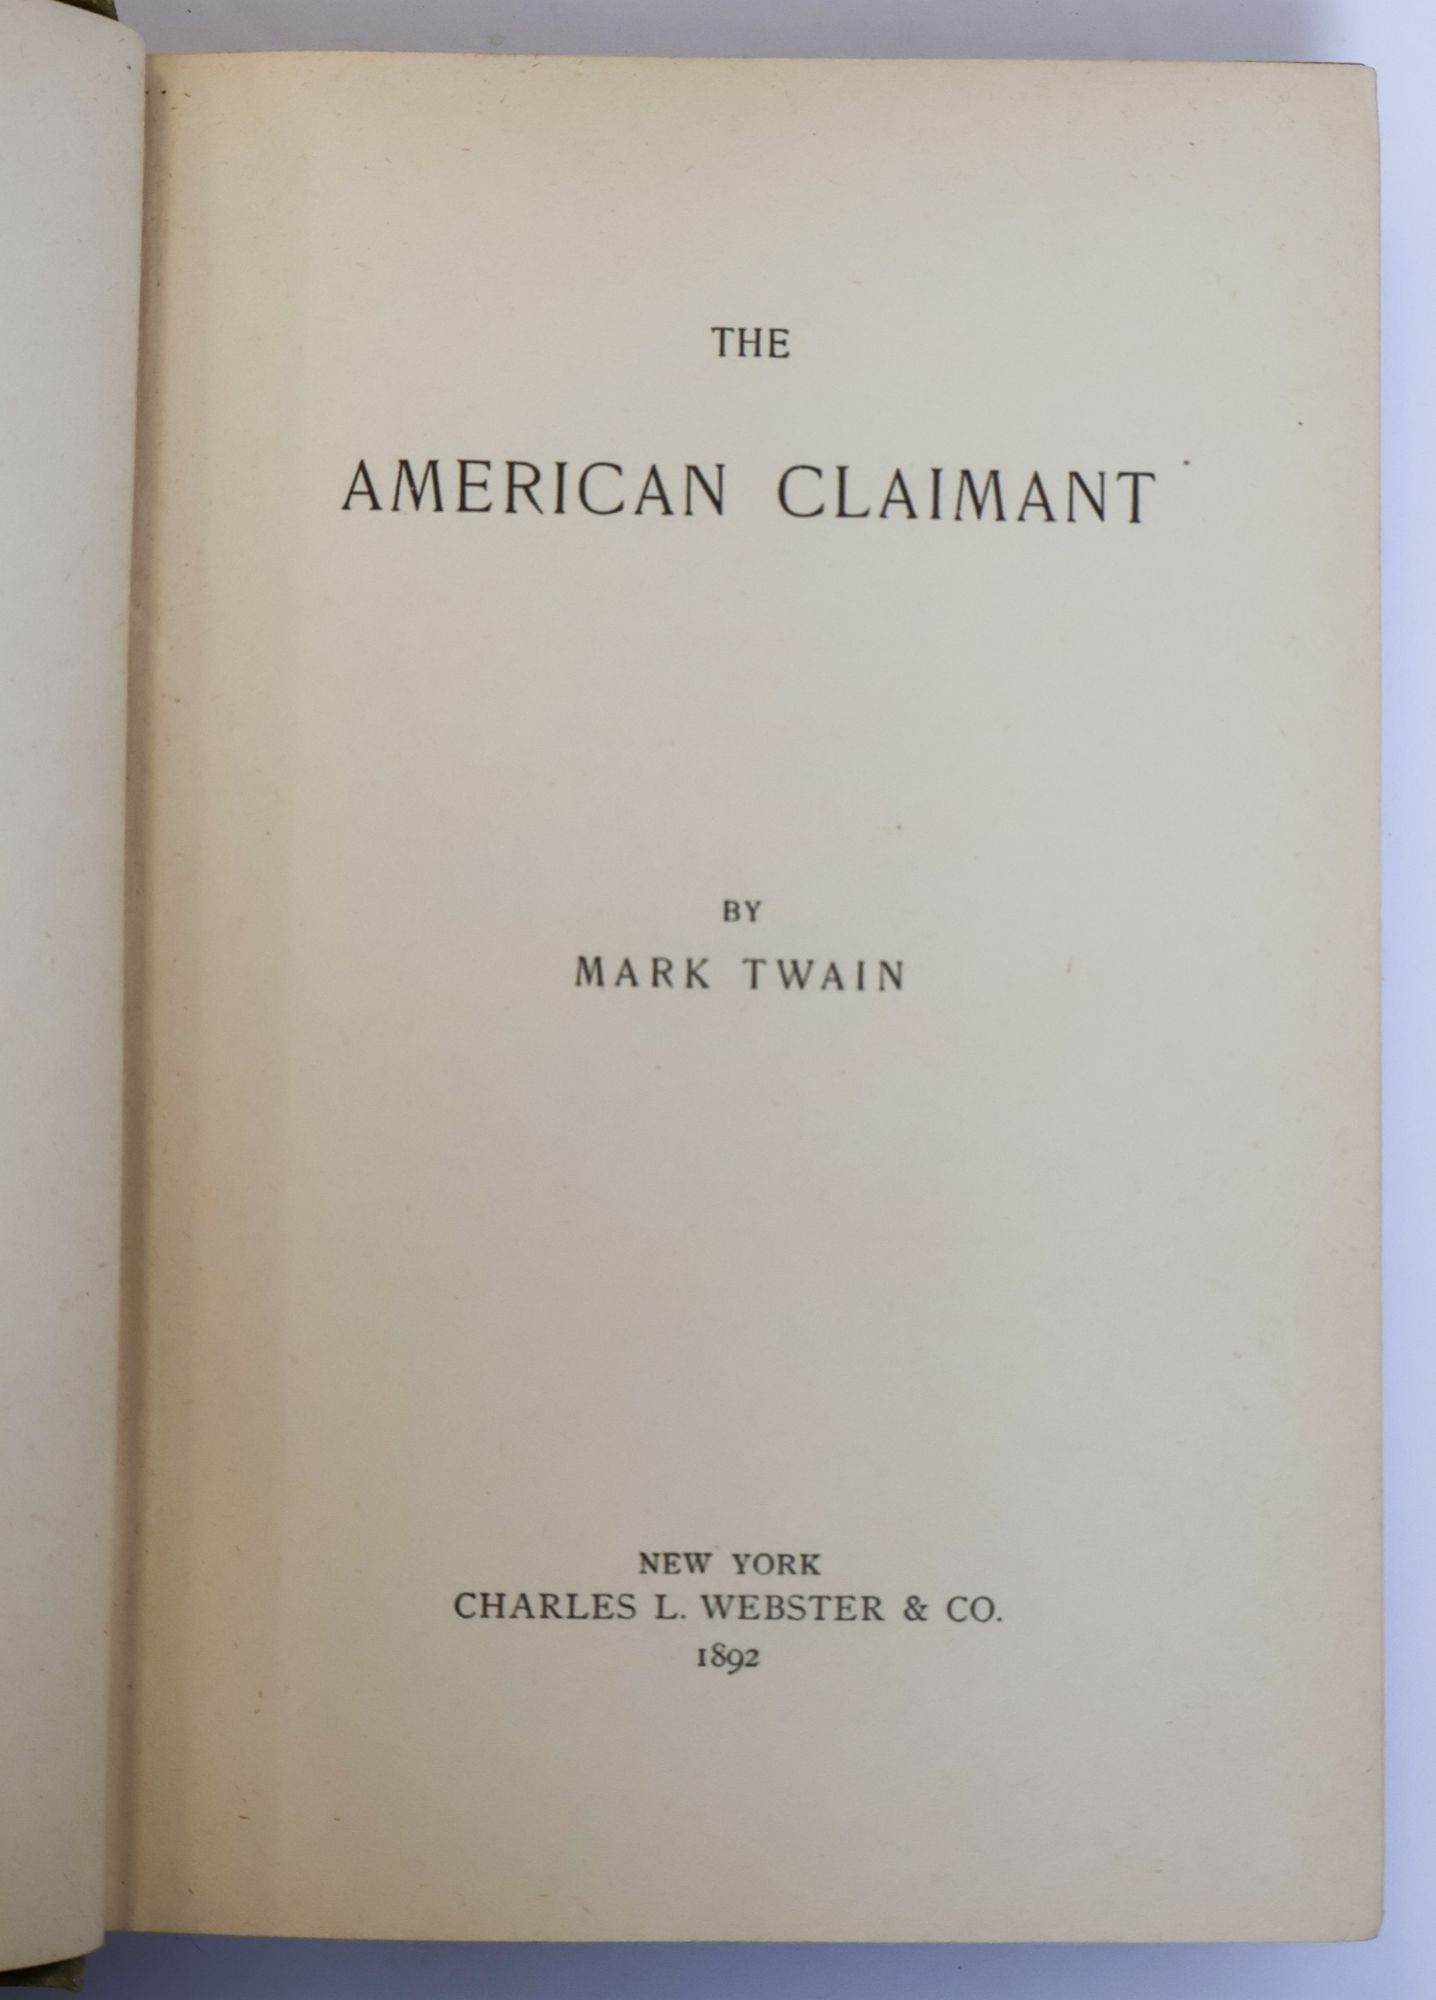 THE
AMERICAN CLAIMANT
BY
MARK TWAIN
NEW YORK
CHARLES L. WEBSTER & CO.
1892